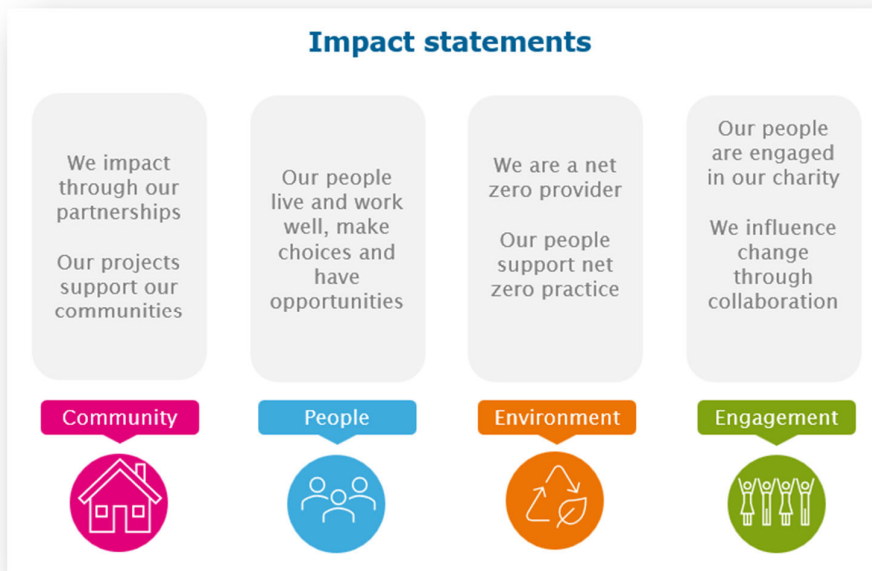 Impact statements
We impact
through our
partnerships
Our projects
support our
communities
Community
Our people
live and work
well, make
choices and
have
opportunities
People
We are a net
zero provider
Our people
support net
zero practice
Environment
Our people
are engaged
in our charity
We influence
change
through
collaboration
Engagement